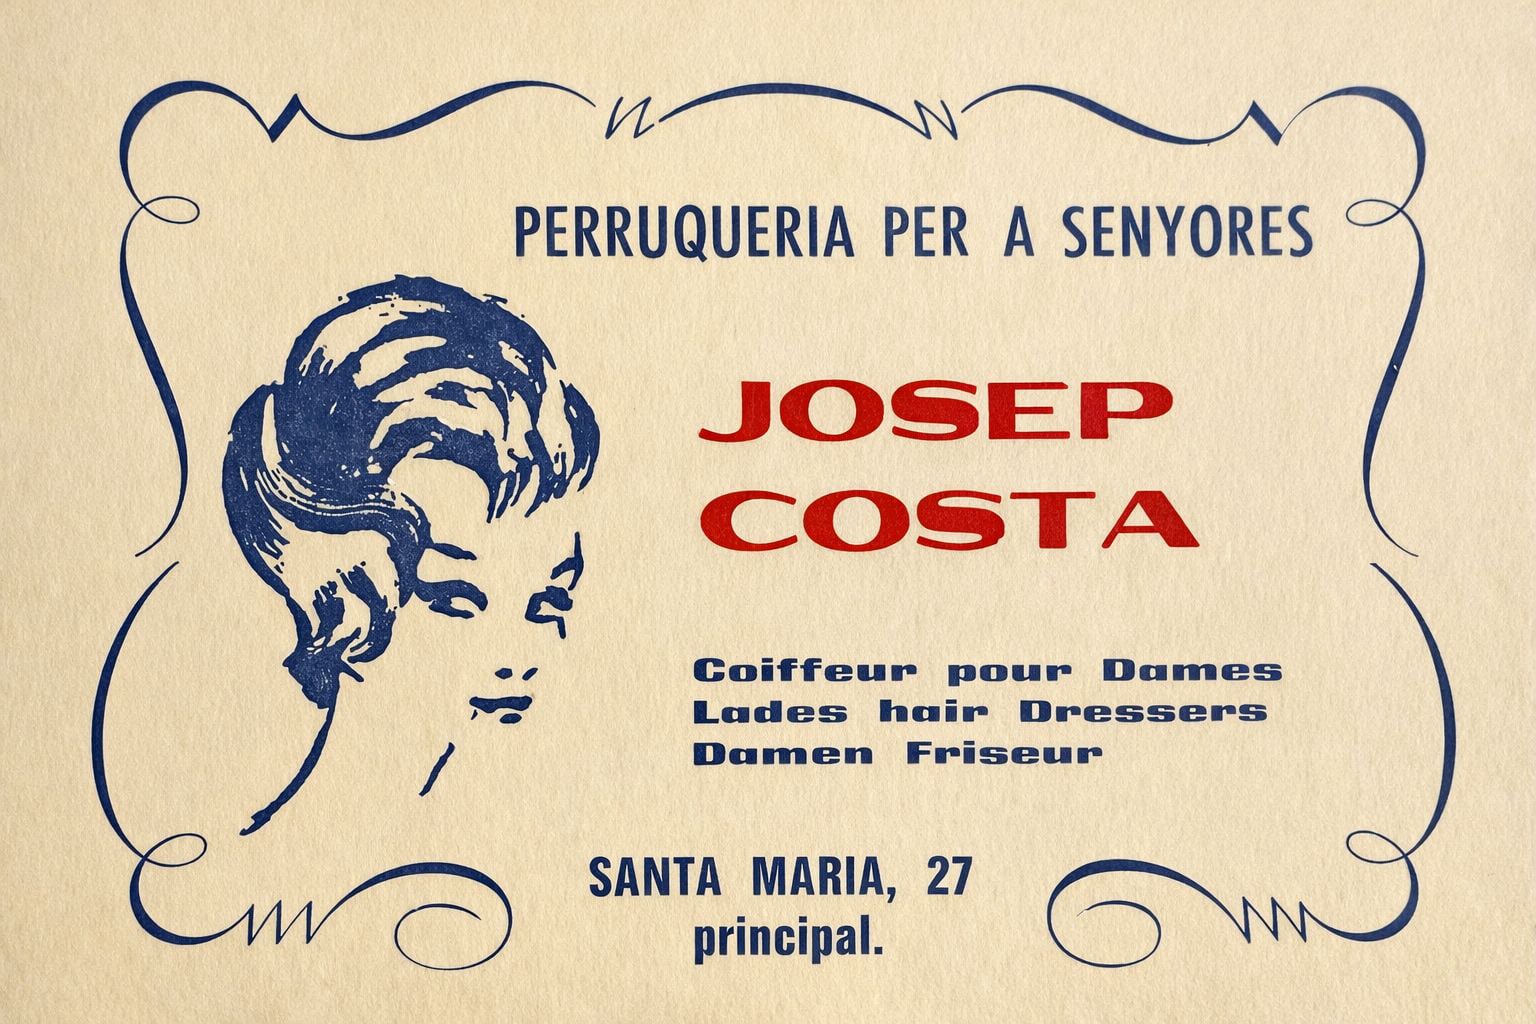 PERRUQUERIA PER A SENYORES
JOSEP
COSTA
Coiffeur pour Dames
Lades hair Dressers
Damen Friseur
SANTA MARIA, 27
principal.